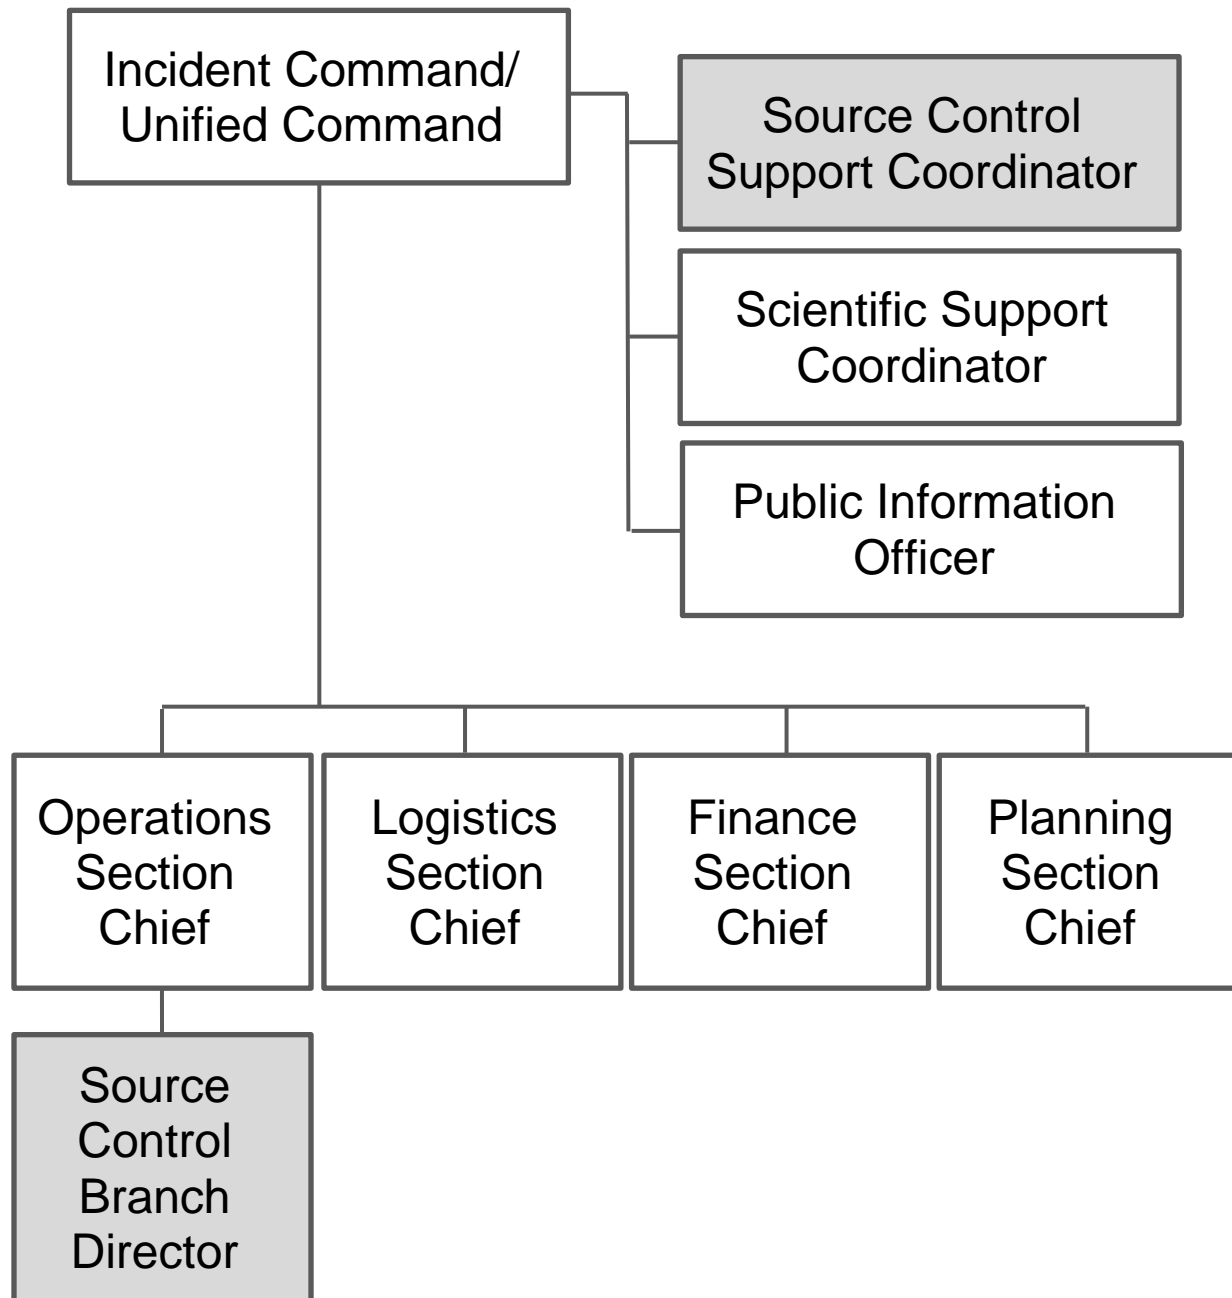 Incident Command/
Unified Command
Source Control
Support Coordinator
Scientific Support
Coordinator
Public Information
Officer
Operations
Section
Chief
Logistics
Section
Chief
Finance
Section
Chief
Planning
Section
Chief
Source
Control
Branch
Director